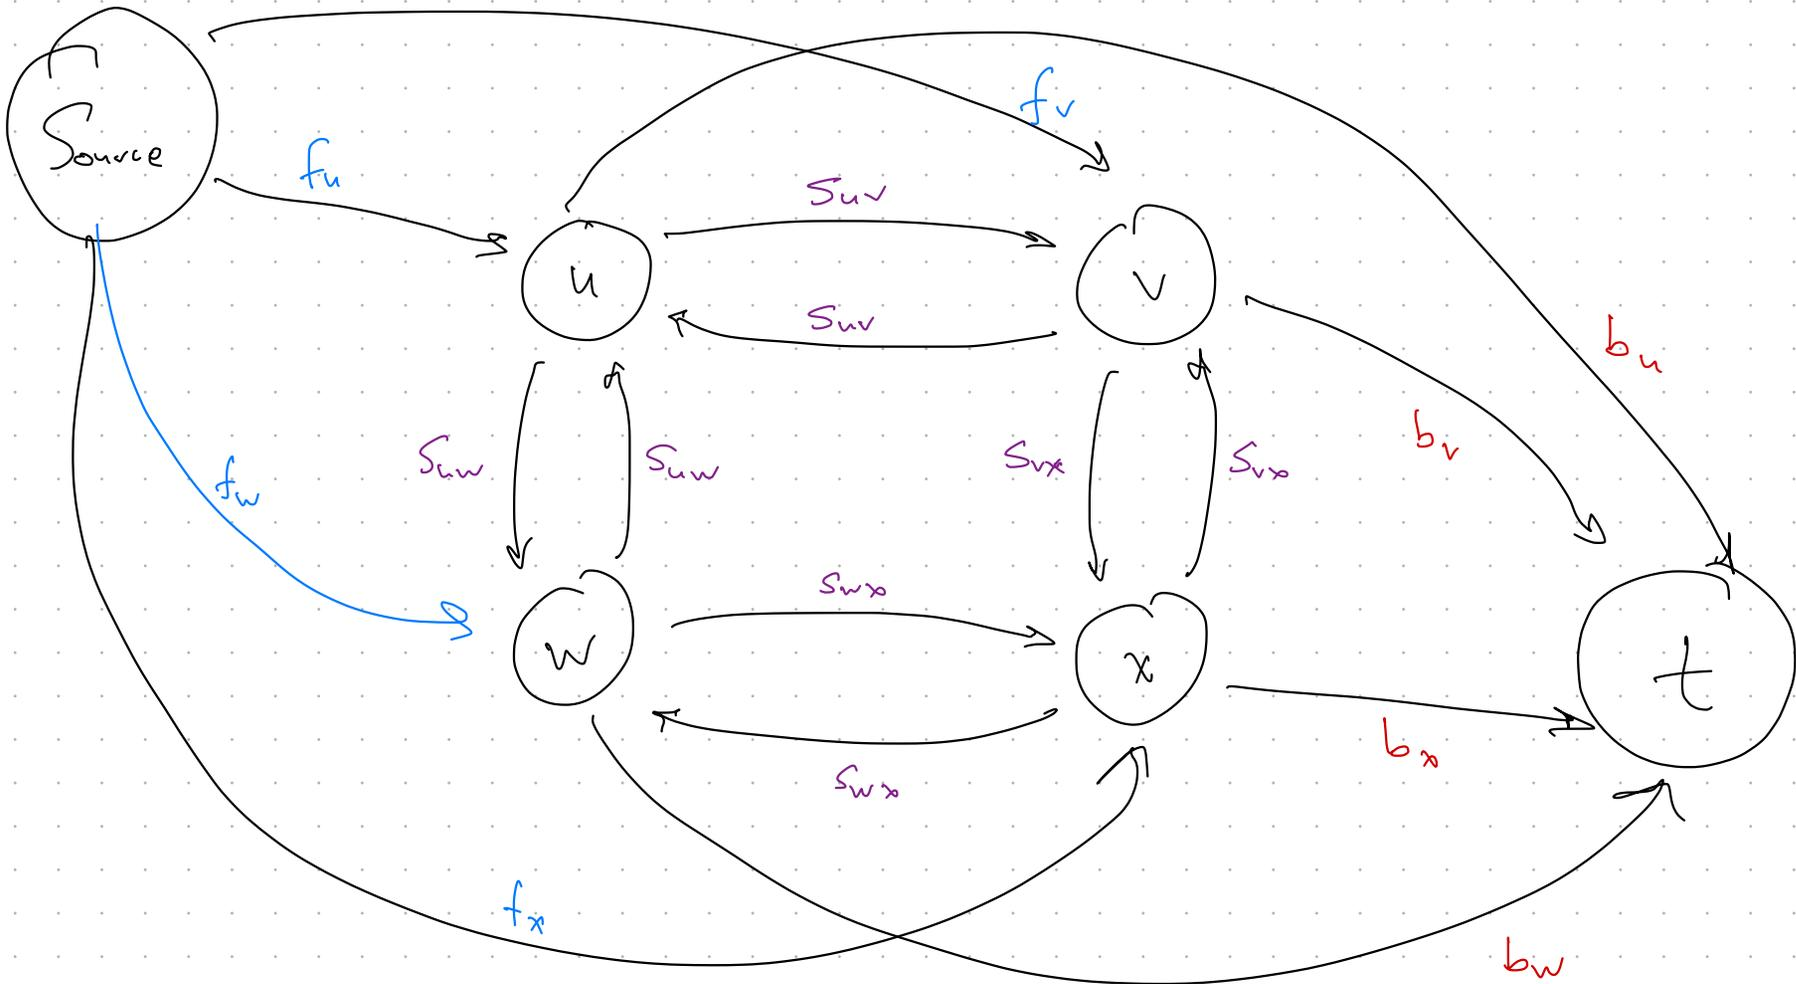 Source
fv
fu
Suv
u
v
Suv
bu
bv
Suw
Suw
Svx
Svx
fw
Swx
w
x
t
bx
Swx
fx
bw